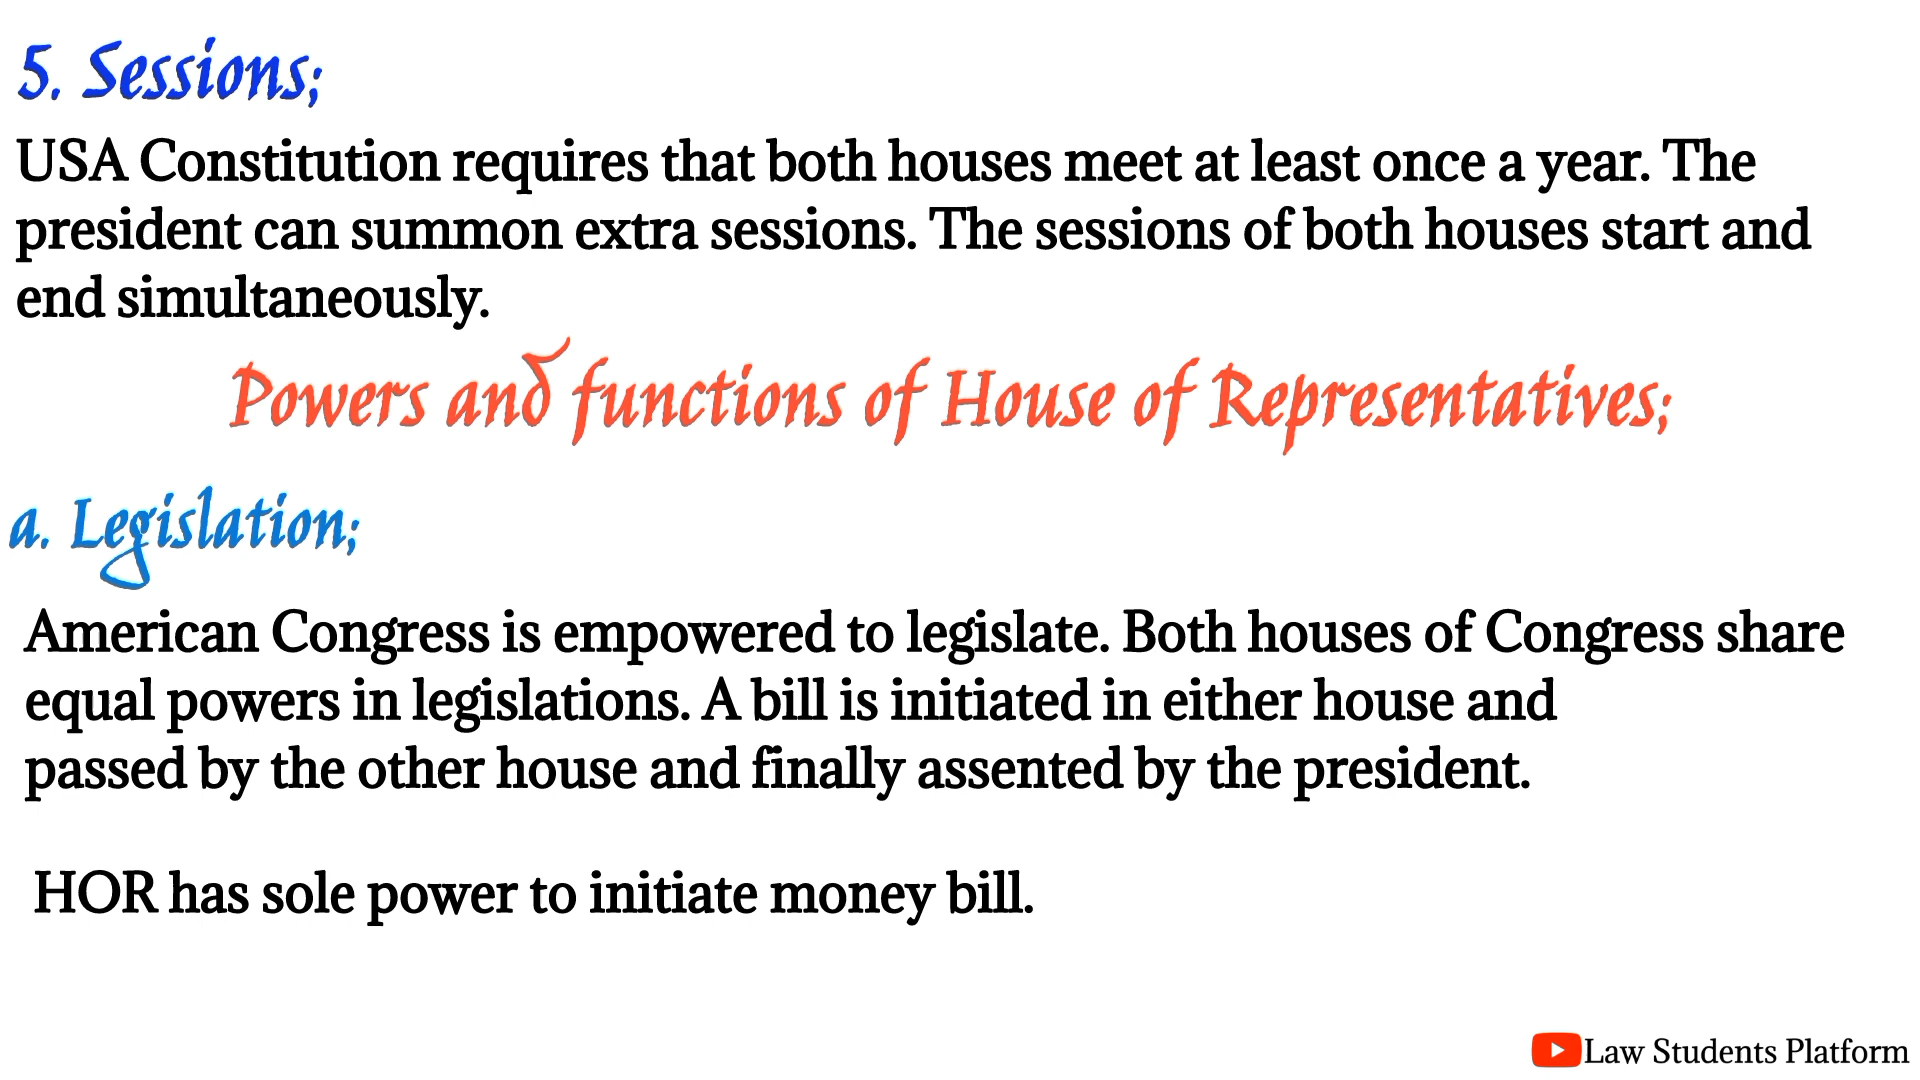 5. Sessions;
USA Constitution requires that both houses meet at least once a year. The
president can summon extra sessions. The sessions of both houses start and
end simultaneously.
Powers and functions of House of Representatives;
a. Legislation;
American Congress is empowered to legislate. Both houses of Congress share
equal powers in legislations. A bill is initiated in either house and
passed by the other house and finally assented by the president.
HOR has sole power to initiate money bill.
Law Students Platform